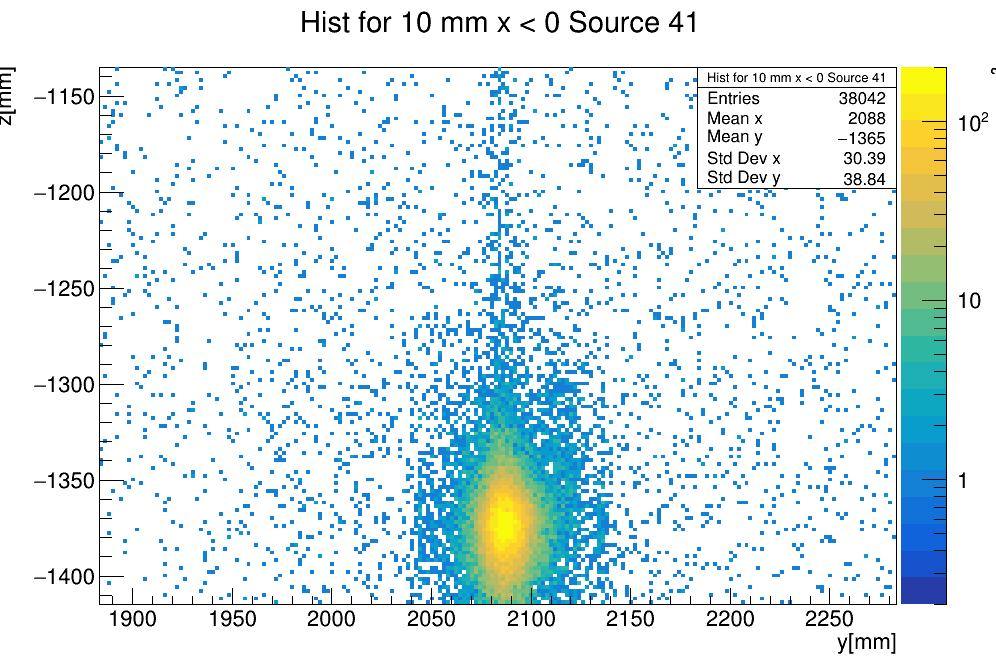 Hist for 10 mm x < 0 Source 41
z[mm]
−1150
−1200
−1250
−1300
−1350
−1400
1900 1950 2000 2050 2100 2150 2200 2250
y[mm]
Hist for 10 mm x < 0 Source 41
Entries 38042
Mean x 2088
Mean y −1365
Std Dev x 30.39
Std Dev y 38.84
10²
10
1